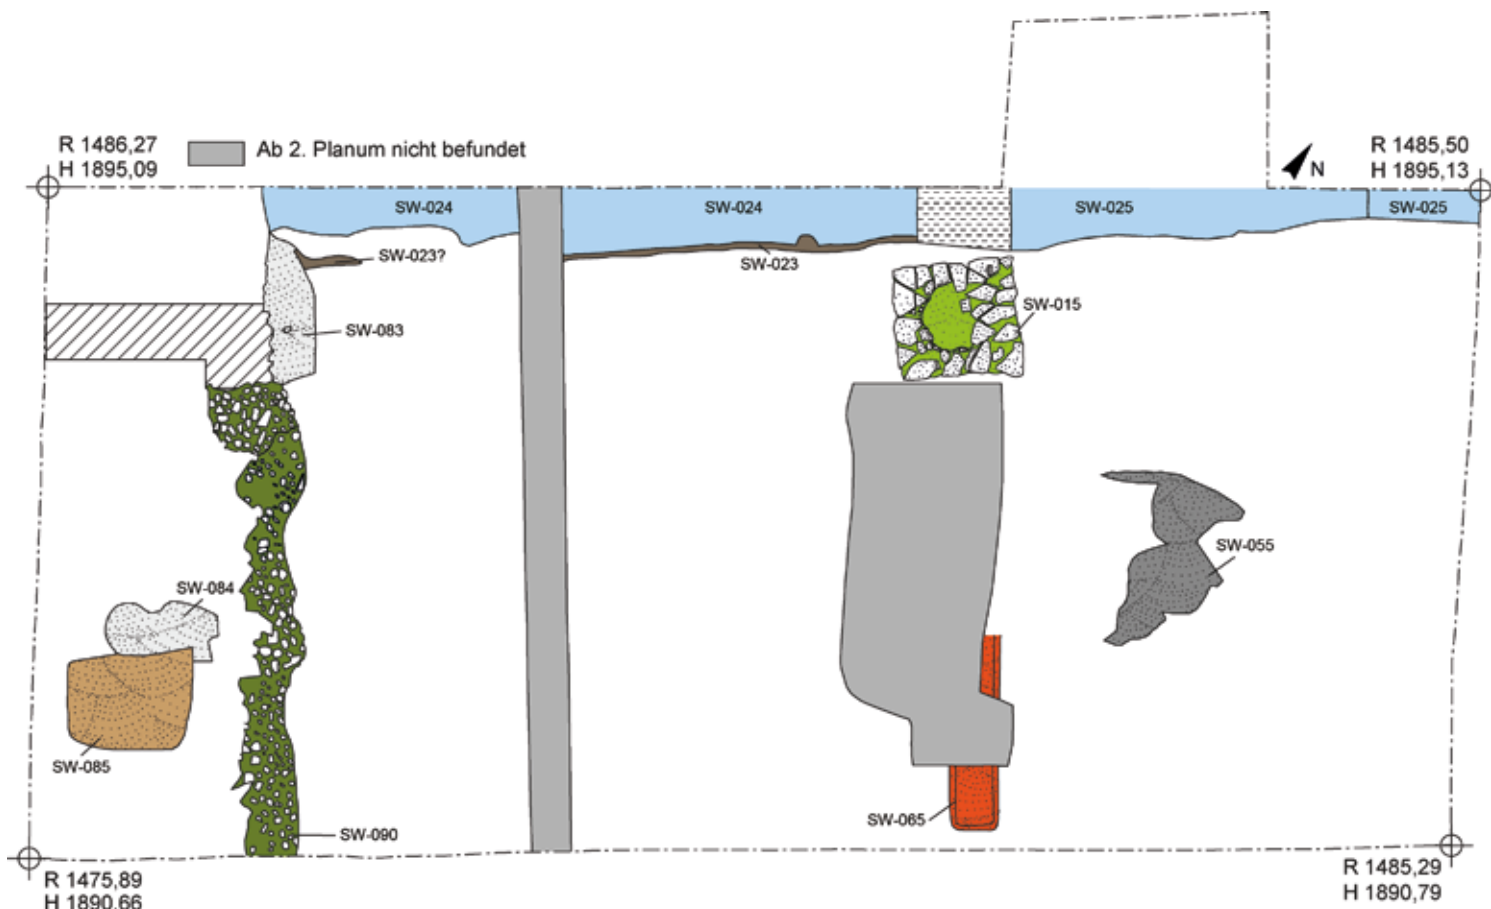 R 1486,27
H 1895,09
Ab 2. Planum nicht befundet
N
R 1485,50
H 1895,13
SW-024
SW-024
SW-025
SW-025
SW-023?
SW-023
SW-015
SW-083
SW-055
SW-084
SW-085
SW-065
SW-090
R 1475,89
H 1890,66
R 1485,29
H 1890,79